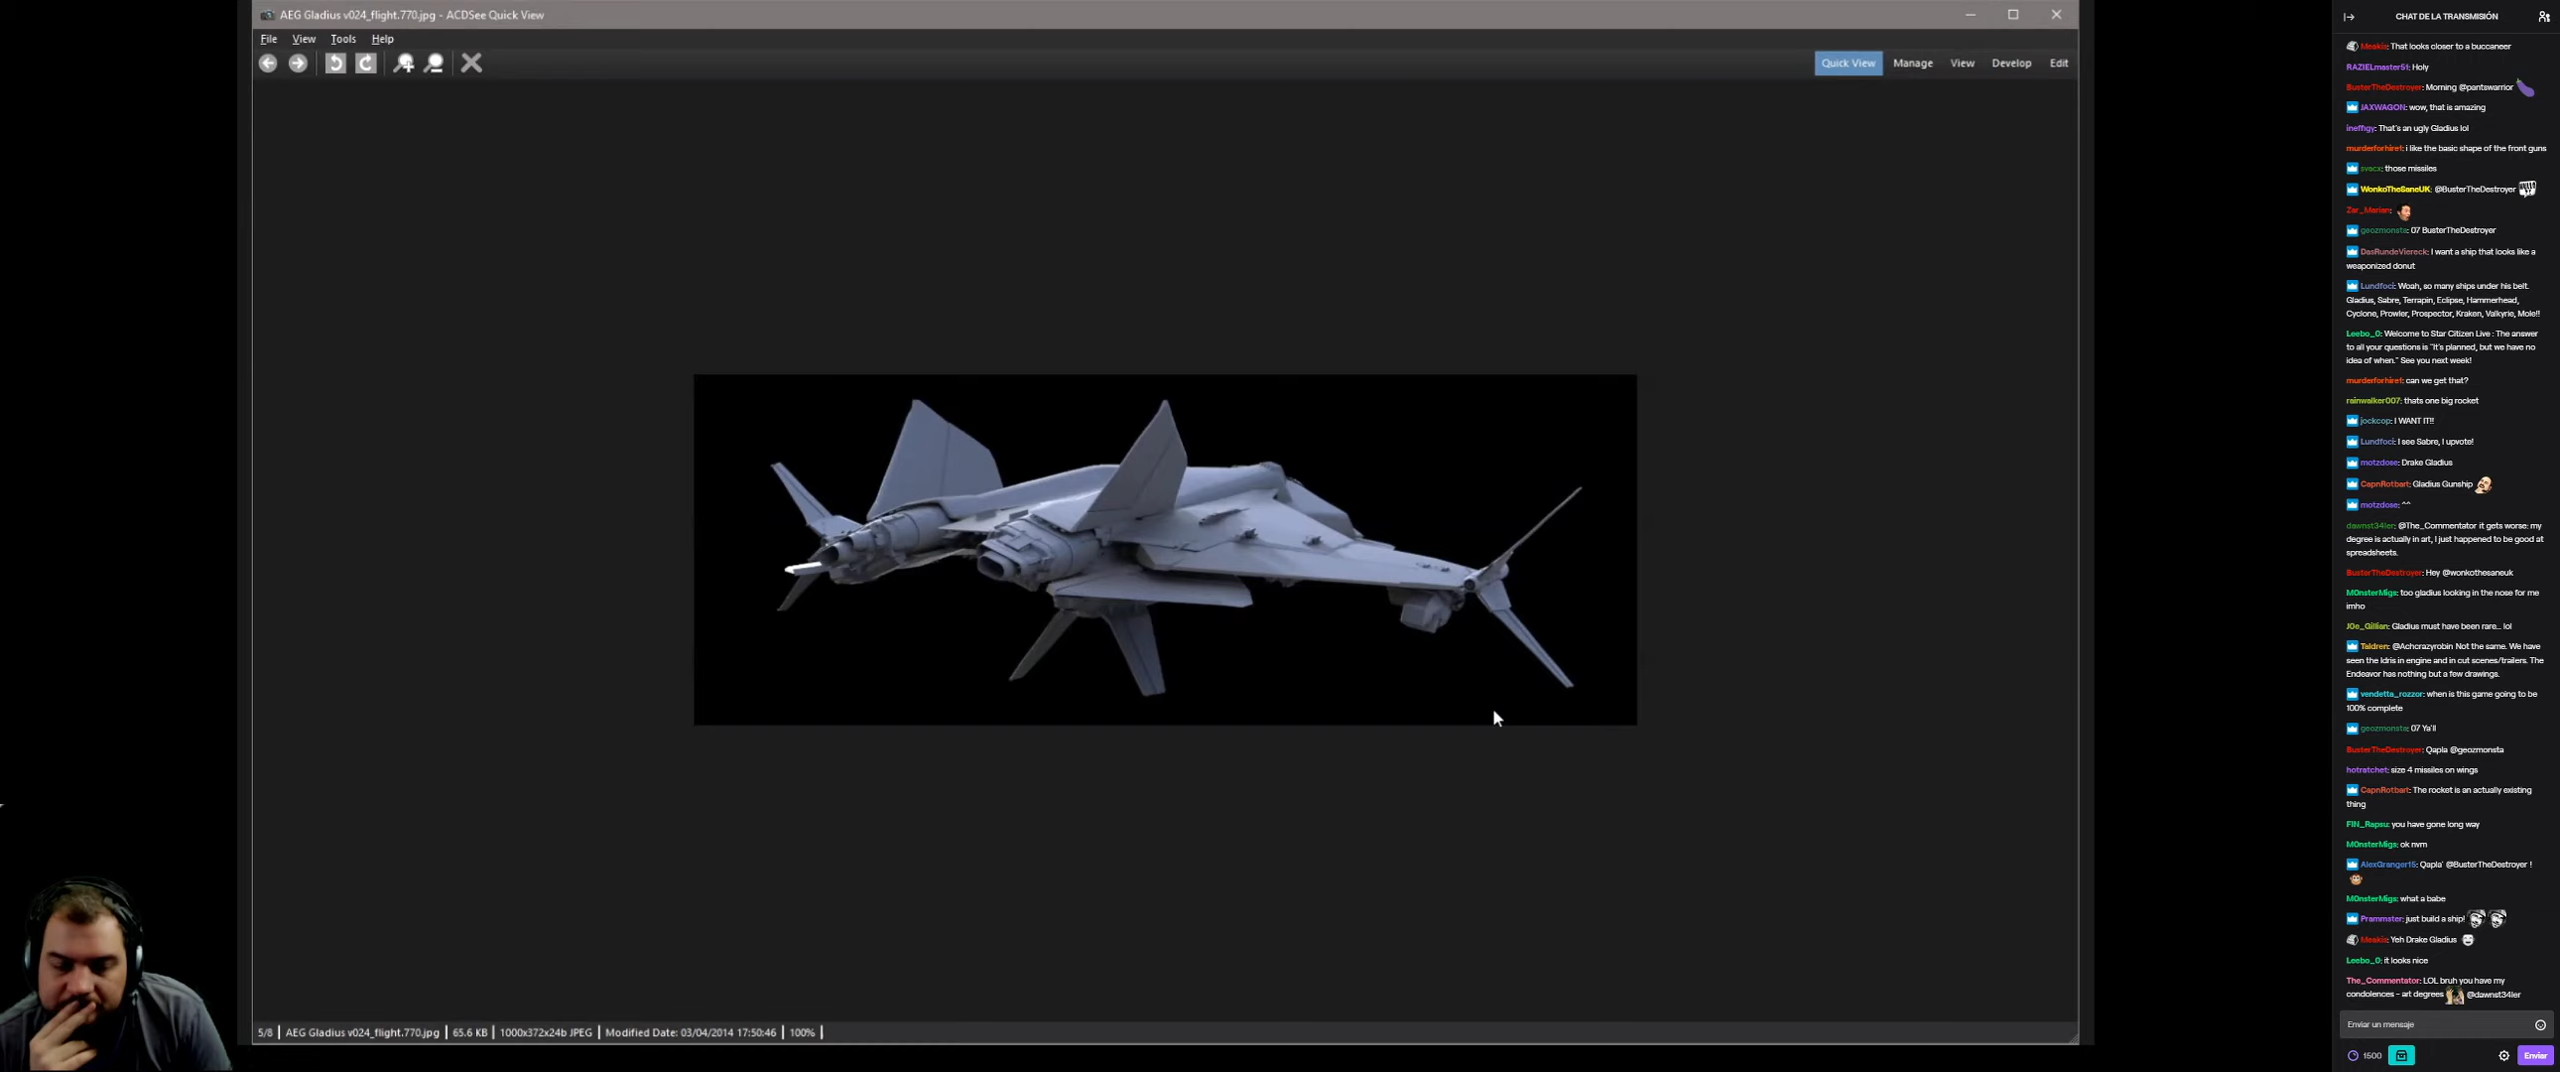 AEG Gladius v024_flight.770.jpg - ACDSee Quick View
File View Tools Help
Quick View Manage View Develop Edit
5/8 | AEG Gladius v024_flight.770.jpg | 65.6 KB | 1000x372x24b JPEG | Modified Date: 03/04/2014 17:50:46 | 100% |
CHAT DE LA TRANSMISIÓN
Meakis: That looks closer to a buccaneer
RAZIELmaster51: Holy
BusterTheDestroyer: Morning @pantswarrior
JAXWAGON: wow, that is amazing
ineffigy: That's an ugly Gladius lol
murderforhire1: i like the basic shape of the front guns
svacx: those missiles
WonkoTheSaneUK: @BusterTheDestroyer
Zar_Marian:
geozmonsta: 07 BusterTheDestroyer
DasRundeViereck: I want a ship that looks like a
weaponized donut
Lundfoci: Woah, so many ships under his belt.
Gladius, Sabre, Terrapin, Eclipse, Hammerhead,
Cyclone, Prowler, Prospector, Kraken, Valkyrie, Mole!!
Leebo_0: Welcome to Star Citizen Live : The answer
to all your questions is "It's planned, but we have no
idea of when." See you next week!
murderforhire1: can we get that?
rainwalker007: thats one big rocket
jockcop: I WANT IT!!
Lundfoci: I see Sabre, I upvote!
motzdose: Drake Gladius
CapnRotbart: Gladius Gunship
motzdose: ^^
dawnst34ler: @The_Commentator it gets worse: my
degree is actually in art, I just happened to be good at
spreadsheets.
BusterTheDestroyer: Hey @wonkothesaneuk
M0nsterMigs: too gladius looking in the nose for me
imho
J0e_Gillian: Gladius must have been rare... lol
Taldren: @Achcrazyrobin Not the same. We have
seen the Idris in engine and in cut scenes/trailers. The
Endeavor has nothing but a few drawings.
vendetta_rozzor: when is this game going to be
100% complete
geozmonsta: 07 Ya'll
BusterTheDestroyer: Qapla @geozmonsta
hotratchet: size 4 missiles on wings
CapnRotbart: The rocket is an actually existing
thing
FIN_Rapsu: you have gone long way
M0nsterMigs: ok nvm
AlexGranger15: Qapla' @BusterTheDestroyer !
M0nsterMigs: what a babe
Prammster: just build a ship!
Meakis: Yeh Drake Gladius
Leebo_0: it looks nice
The_Commentator: LOL bruh you have my
condolences - art degrees @dawnst34ler
Enviar un mensaje
1500
Enviar